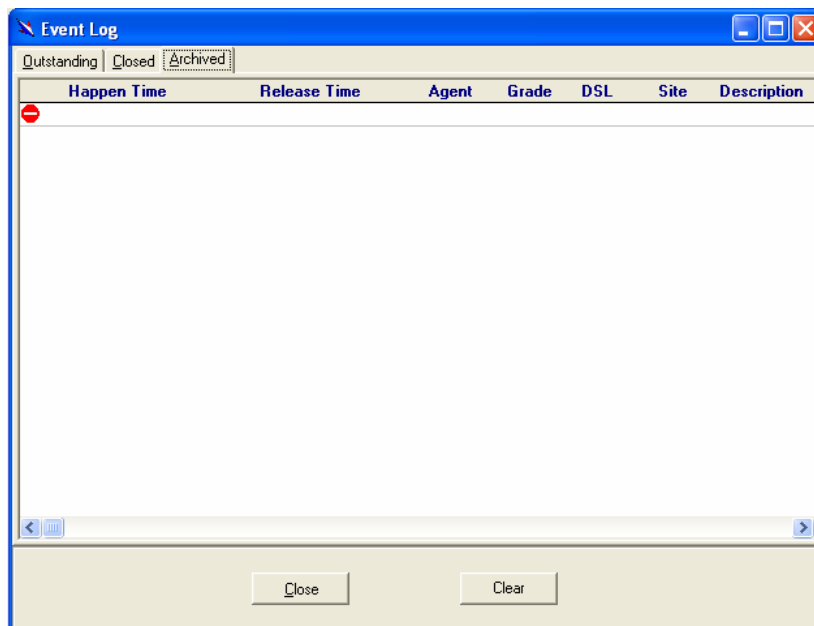 Event Log
Outstanding Closed Archived
Happen Time Release Time Agent Grade DSL Site Description
Close Clear